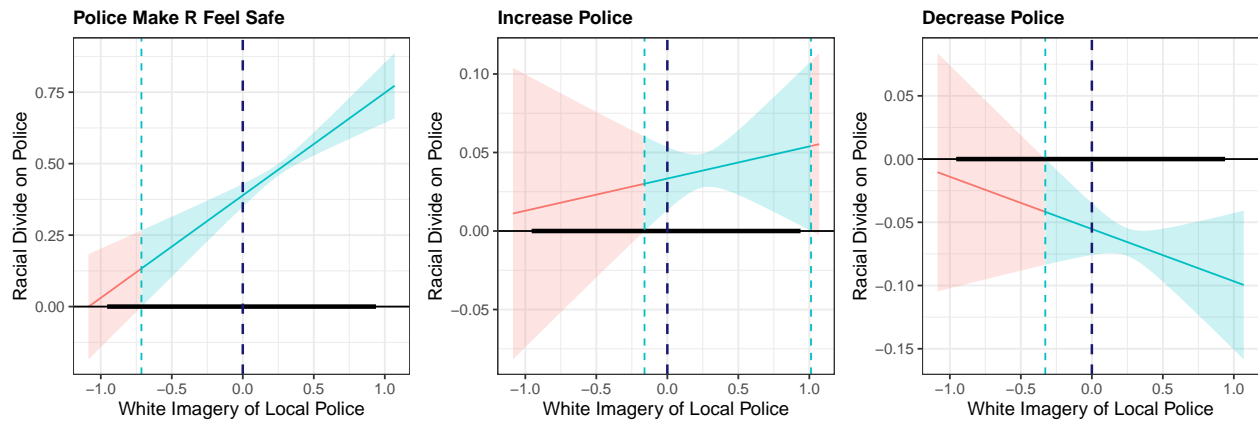 Police Make R Feel Safe
Increase Police
Decrease Police
Racial Divide on Police
0.75
0.50
0.25
0.00
−1.0 −0.5 0.0 0.5 1.0
White Imagery of Local Police
Racial Divide on Police
0.10
0.05
0.00
−0.05
−1.0 −0.5 0.0 0.5 1.0
White Imagery of Local Police
Racial Divide on Police
0.05
0.00
−0.05
−0.10
−0.15
−1.0 −0.5 0.0 0.5 1.0
White Imagery of Local Police